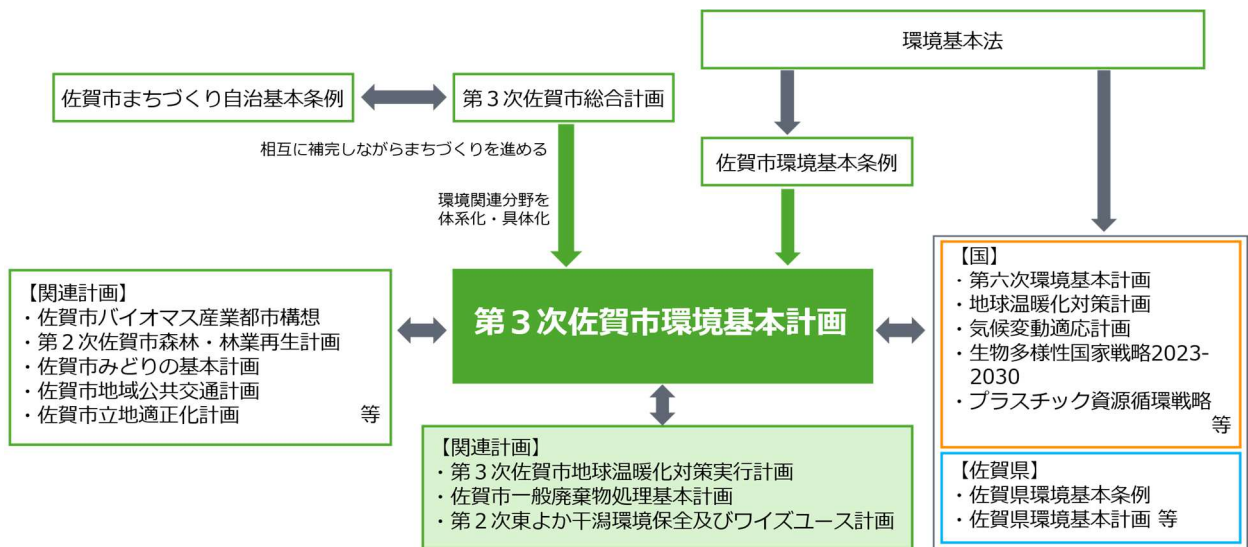 環境基本法
佐賀市まちづくり自治基本条例
第３次佐賀市総合計画
相互に補完しながらまちづくりを進める
佐賀市環境基本条例
環境関連分野を
体系化・具体化
第３次佐賀市環境基本計画
【関連計画】
・佐賀市バイオマス産業都市構想
・第２次佐賀市森林・林業再生計画
・佐賀市みどりの基本計画
・佐賀市地域公共交通計画
・佐賀市立地適正化計画 等
【関連計画】
・第３次佐賀市地球温暖化対策実行計画
・佐賀市一般廃棄物処理基本計画
・第２次東よか干潟環境保全及びワイズユース計画
【国】
・第六次環境基本計画
・地球温暖化対策計画
・気候変動適応計画
・生物多様性国家戦略2023-
2030
・プラスチック資源循環戦略
等
【佐賀県】
・佐賀県環境基本条例
・佐賀県環境基本計画 等